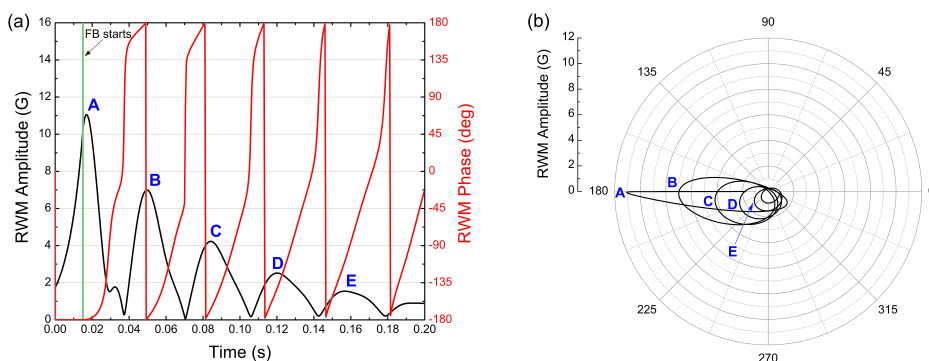 (a)
RWM Amplitude (G)
16
14
12
10
8
6
4
2
0
FB starts
A
B
C
D
E
180
135
90
45
0
-45
-90
-135
-180
RWM Phase (deg)
0.00 0.02 0.04 0.06 0.08 0.10 0.12 0.14 0.16 0.18 0.20
Time (s)
(b)
RWM Amplitude (G)
12
10
8
6
4
2
0
90
135
45
180
A
B
C
D
E
225
315
270